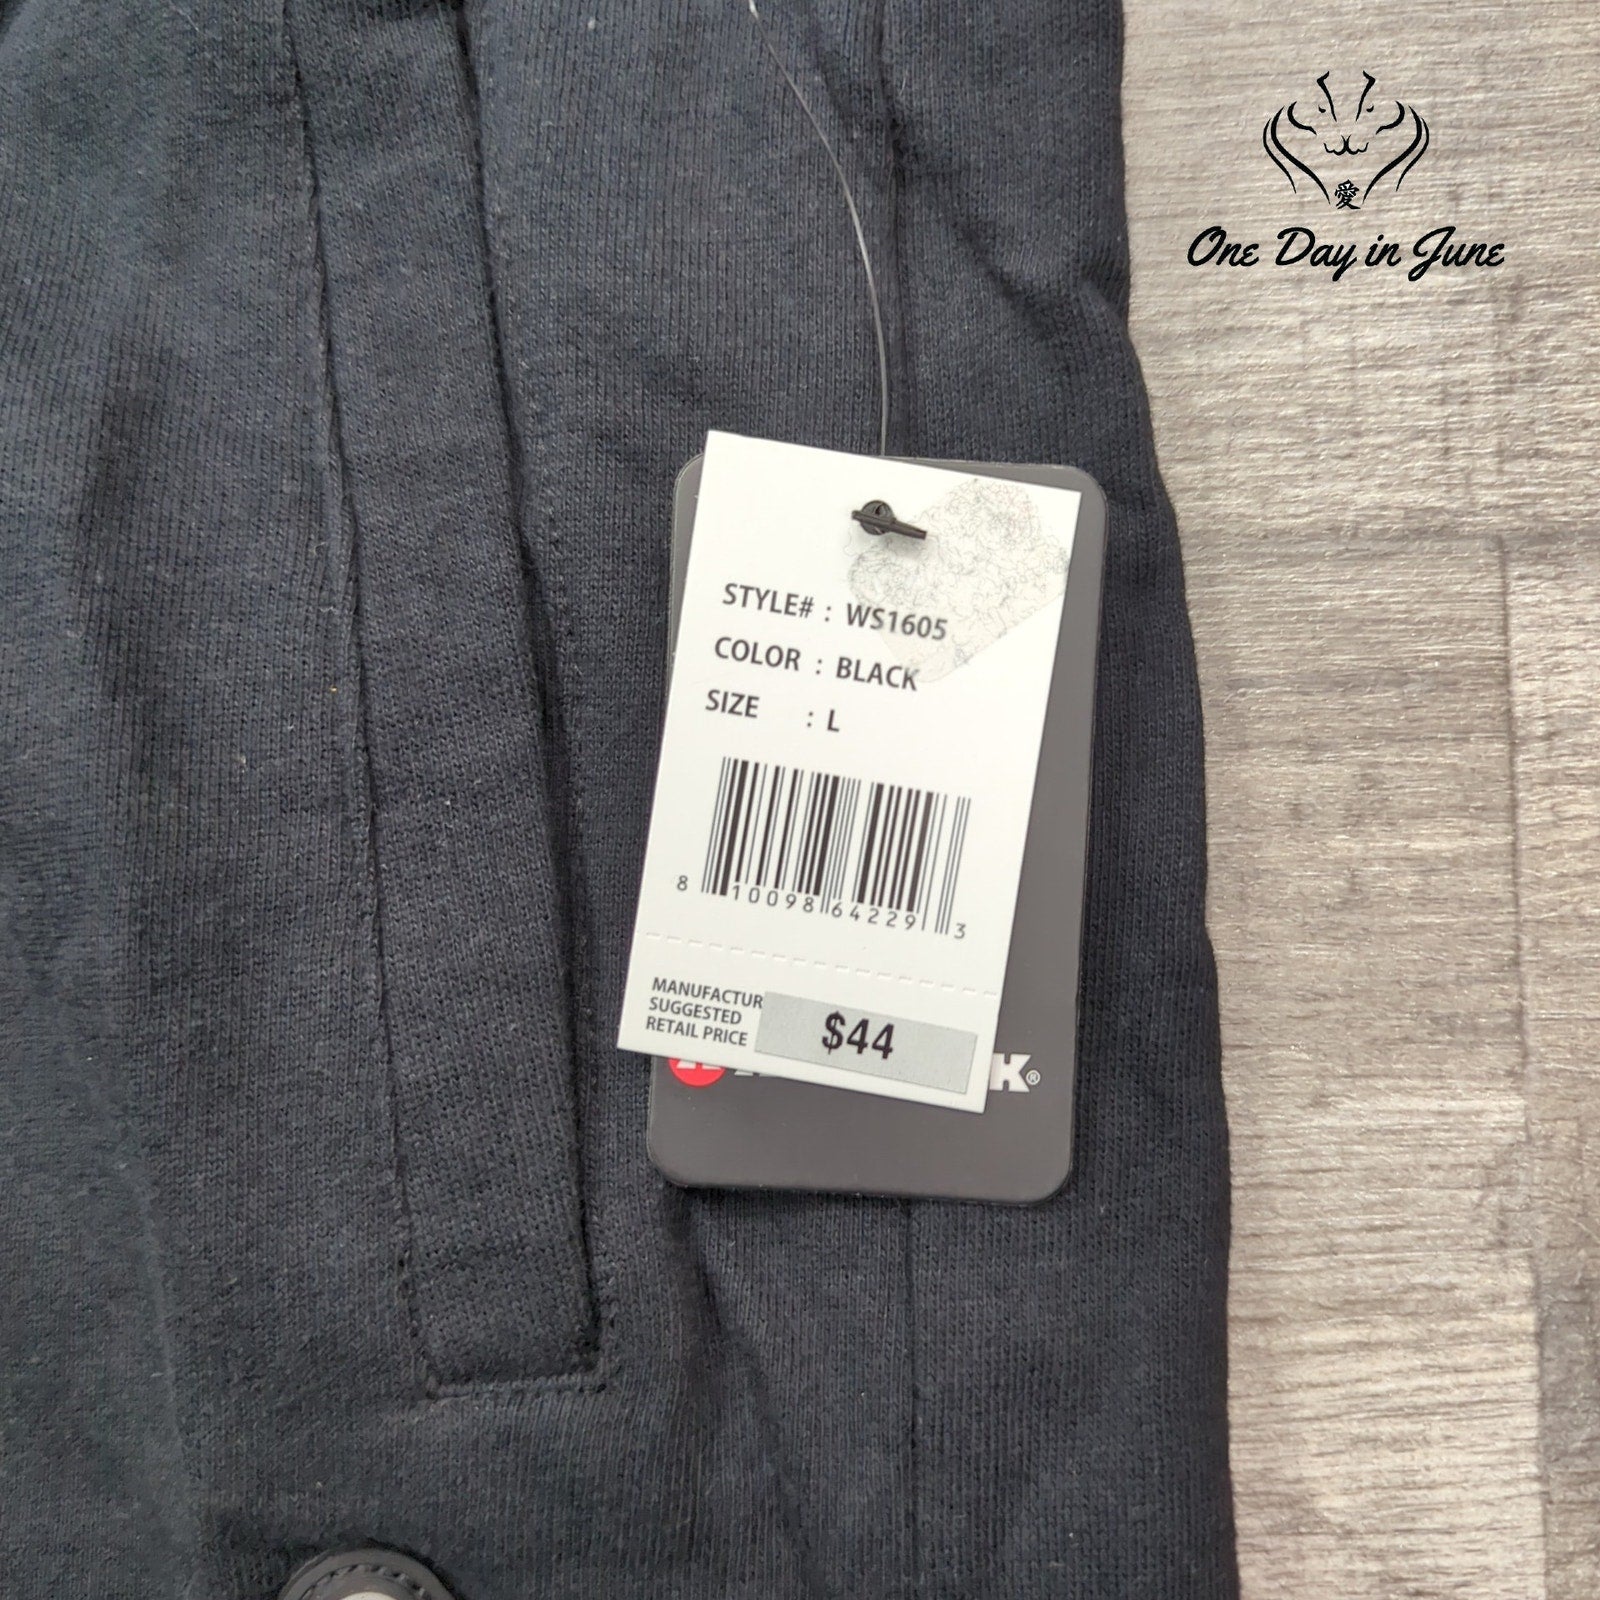 愛
One Day in June
STYLE# : WS1605
COLOR : BLACK
SIZE : L
8 10098 64229 3
MANUFACTUR
SUGGESTED
RETAIL PRICE
$44
K®